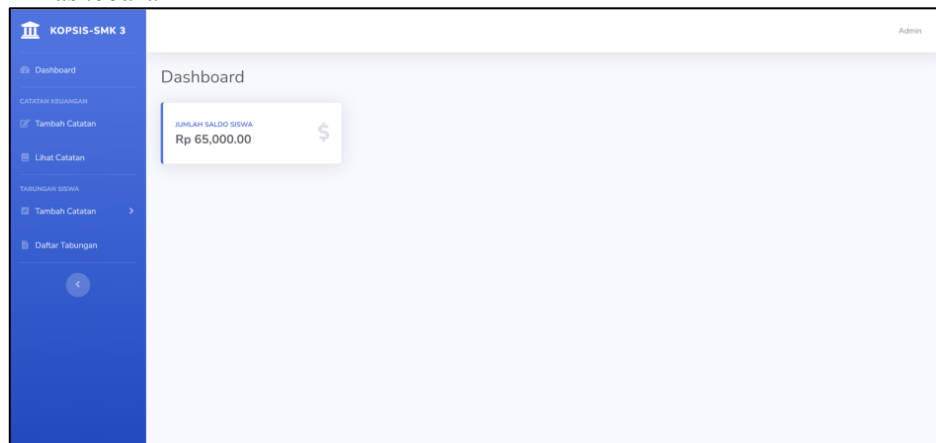 KOPSIS-SMK 3
Admin
Dashboard
Dashboard
CATATAN KEUANGAN
Tambah Catatan
JUMLAH SALDO SISWA
Rp 65,000.00
$
Lihat Catatan
TABUNGAN SISWA
Tambah Catatan
Daftar Tabungan